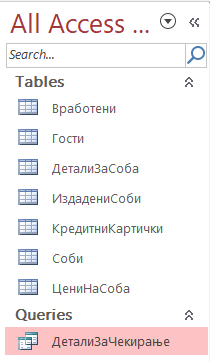 All Access ...
Search...
Tables
Вработени
Гости
ДеталиЗаСоба
ИздадениСоби
КредитниКартички
Соби
ЦениНаСоба
Queries
ДеталиЗаЧекирање